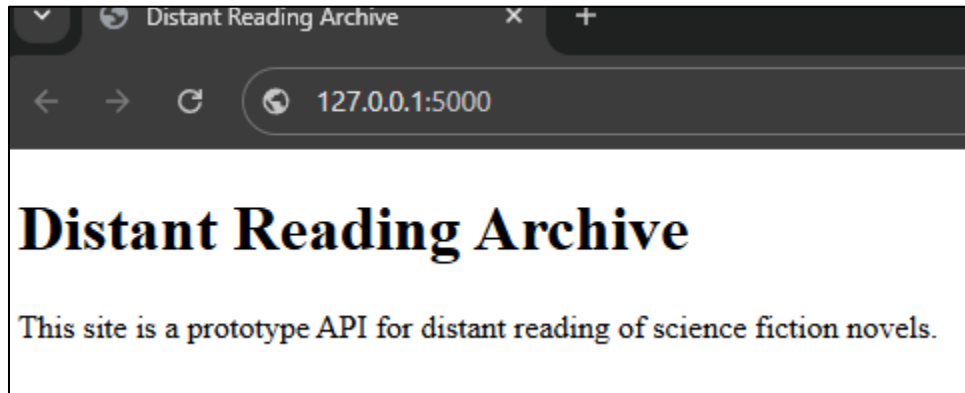 Distant Reading Archive
127.0.0.1:5000
Distant Reading Archive
This site is a prototype API for distant reading of science fiction novels.